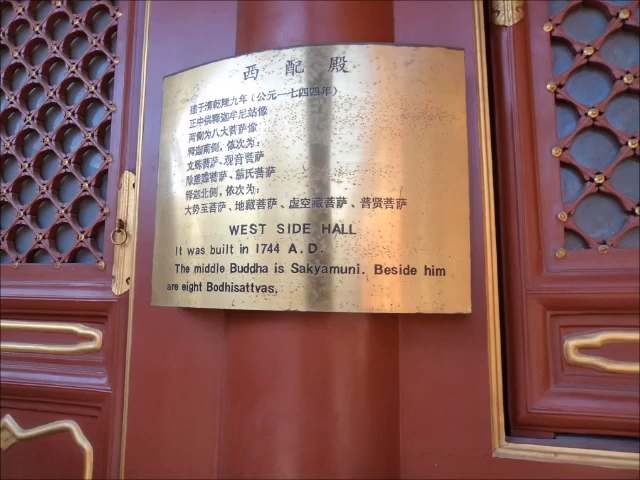 西配殿
建于清乾隆九年（公元一七四四年）
正中供释迦牟尼站像
两侧为八大菩萨像
释迦南侧，依次为：
文殊菩萨、观音菩萨
除盖障菩萨、慈氏菩萨
释迦北侧，依次为：
大势至菩萨、地藏菩萨、虚空藏菩萨、普贤菩萨
WEST SIDE HALL
It was built in 1744 A.D.
The middle Buddha is Sakyamuni. Beside him
are eight Bodhisattvas.